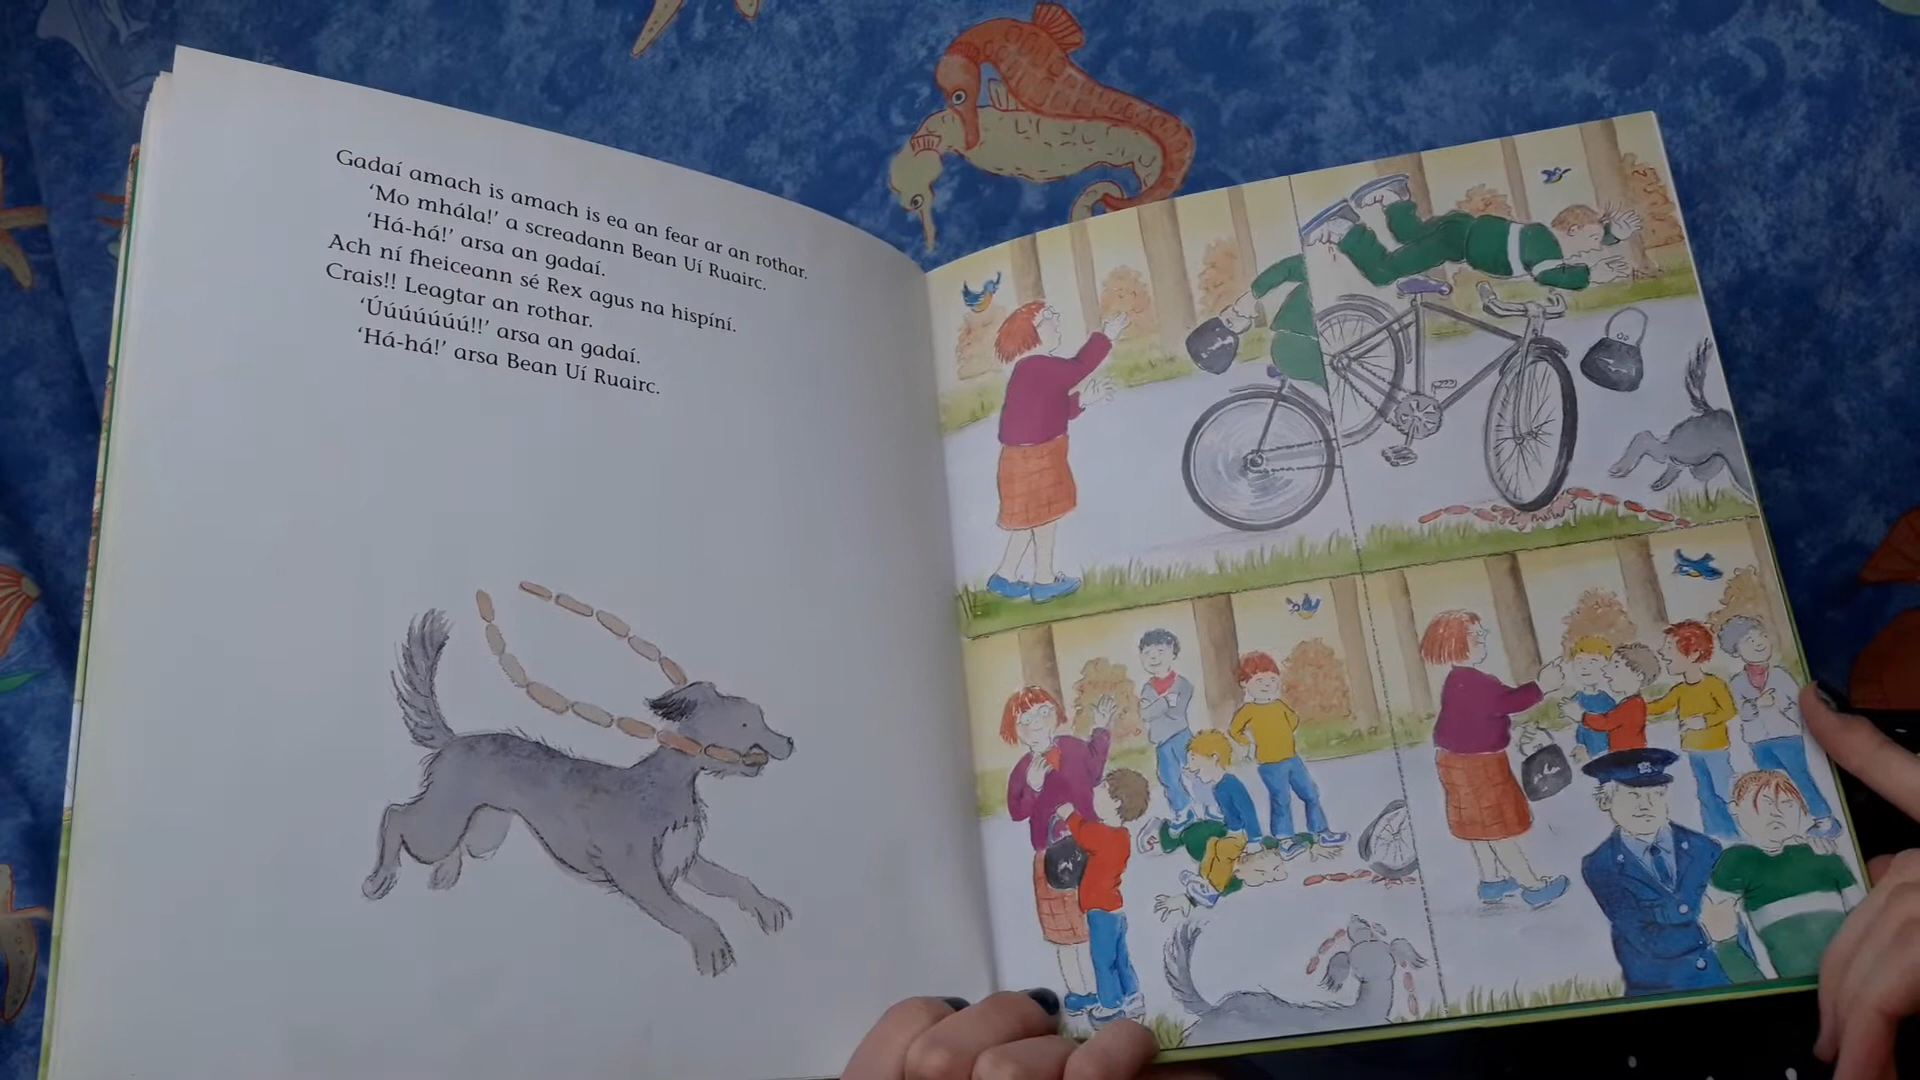 Gadaí amach is amach is ea an fear ar an rothar.
‘Mo mhála!’ a screadann Bean Uí Ruairc.
‘Há-há!’ arsa an gadaí.
Ach ní fheiceann sé Rex agus na hispíní.
Crais!! Leagtar an rothar.
‘Úúúúúúú!!’ arsa an gadaí.
‘Há-há!’ arsa Bean Uí Ruairc.